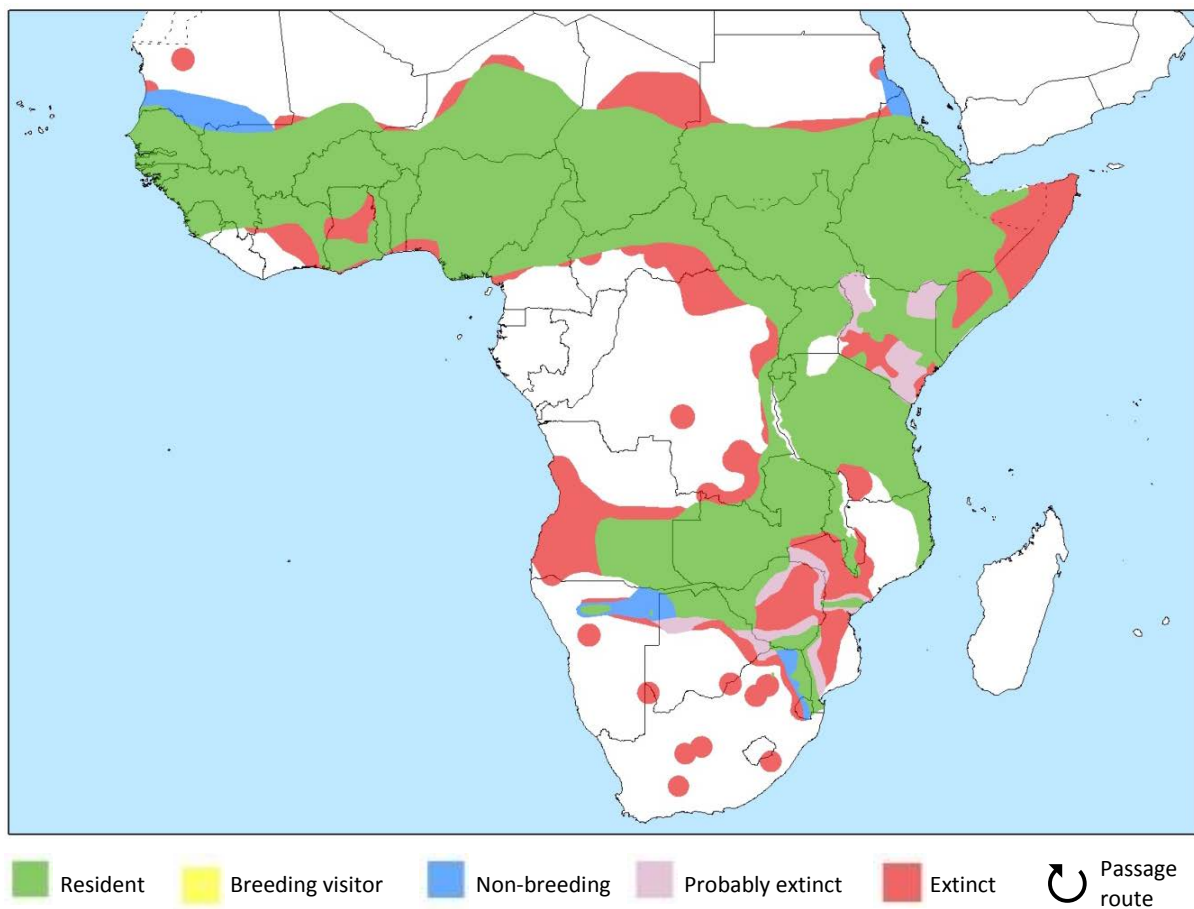 Resident
Breeding visitor
Non-breeding
Probably extinct
Extinct
Passage
route